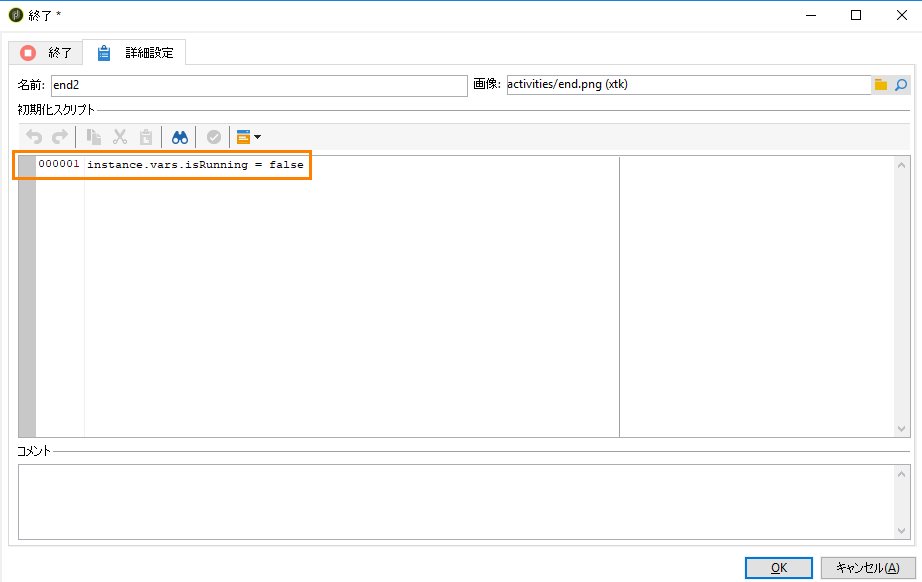 終了 *
終了 詳細設定
名前: end2 画像: activities/end.png (xtk)
初期化スクリプト
000001 instance.vars.isRunning = false
コメント
OK キャンセル(A)